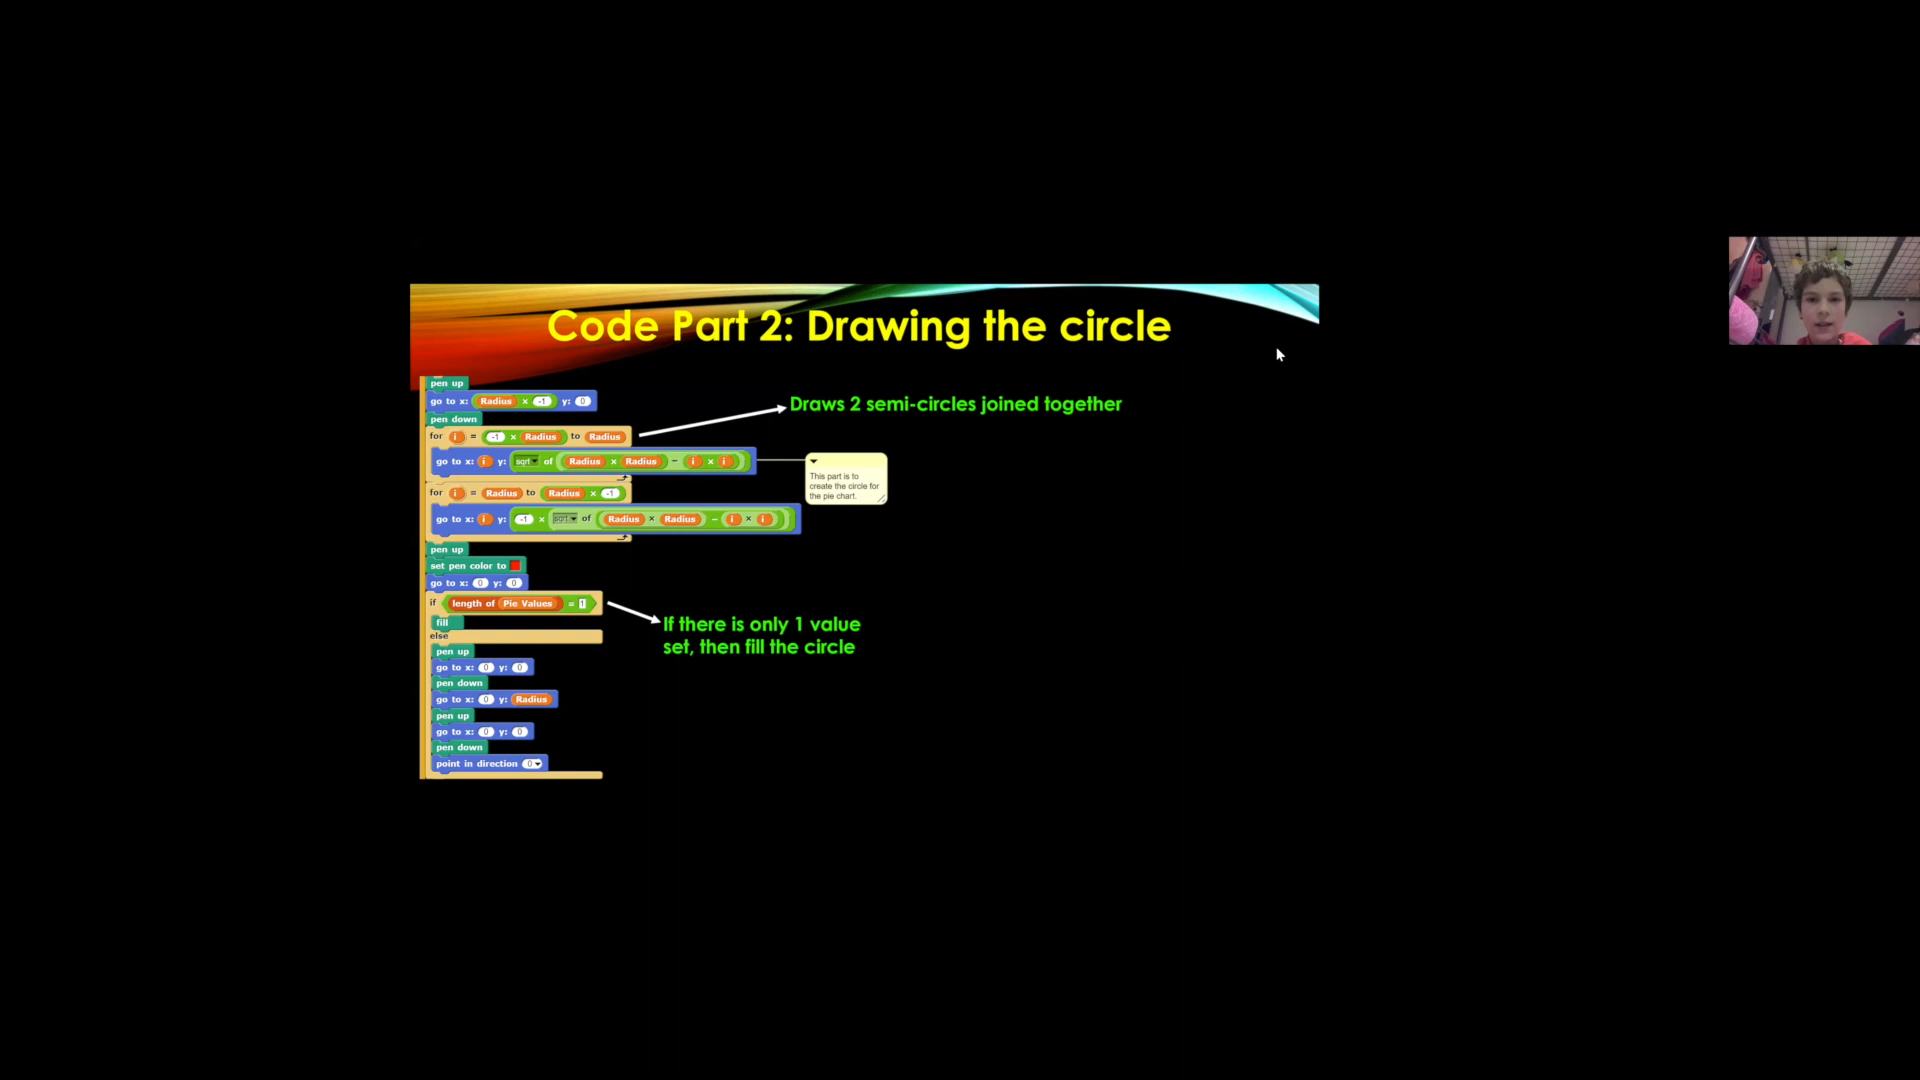 Code Part 2: Drawing the circle
pen up
go to x: Radius × -1 y: 0
Draws 2 semi-circles joined together
pen down
for i = -1 × Radius to Radius
go to x: i y: sqrt of Radius × Radius - i × i
This part is to
create the circle for
the pie chart.
for i = Radius to Radius × -1
go to x: i y: -1 × sqrt of Radius × Radius - i × i
pen up
set pen color to
go to x: 0 y: 0
if length of Pie Values = 1
fill
If there is only 1 value
set, then fill the circle
else
pen up
go to x: 0 y: 0
pen down
go to x: 0 y: Radius
pen up
go to x: 0 y: 0
pen down
point in direction 0